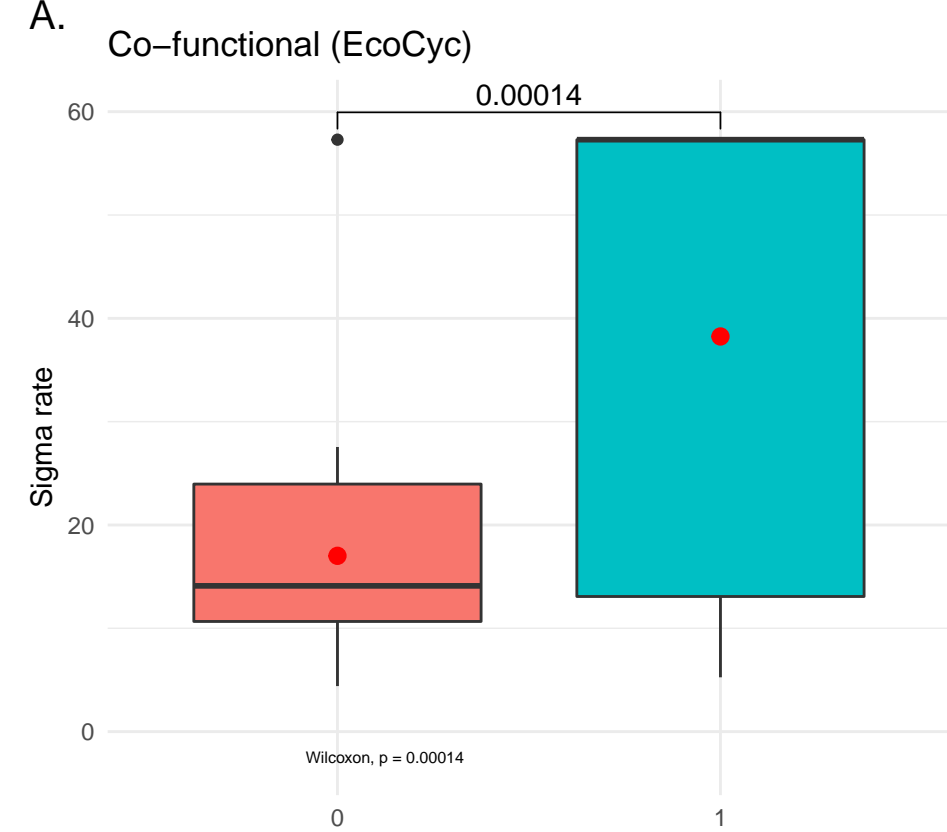 A.
Co−functional (EcoCyc)
0.00014
60
40
20
0
Sigma rate
Wilcoxon, p = 0.00014
0
1